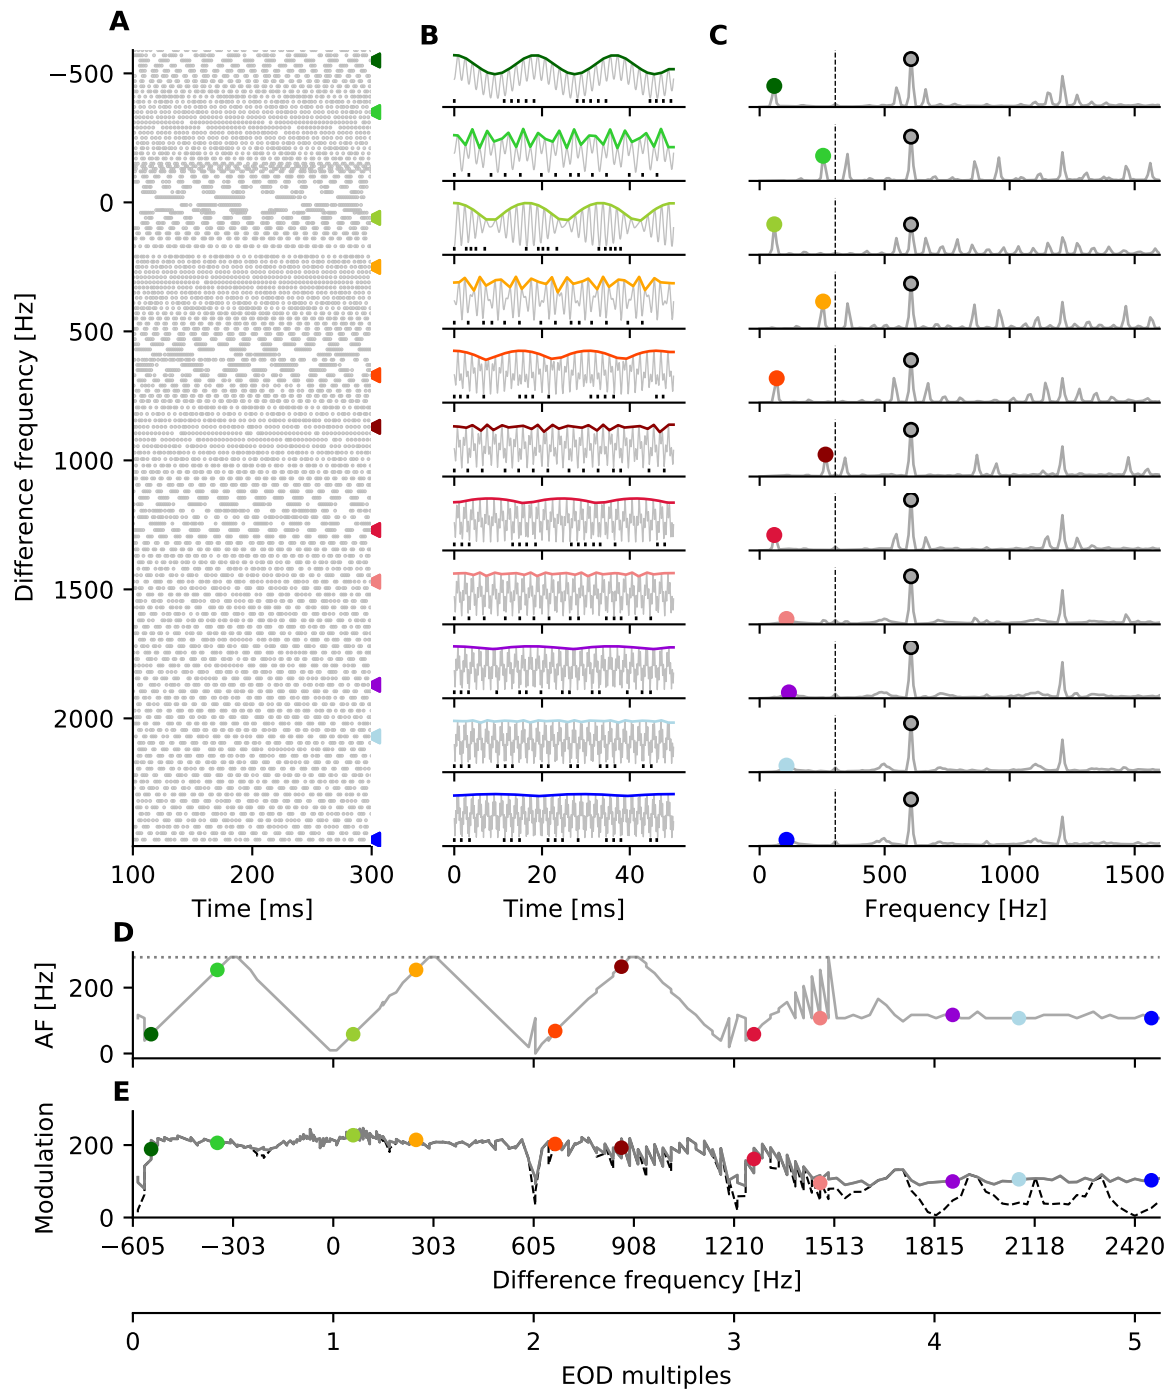 A
B
C
Difference frequency [Hz]
−500
0
500
1000
1500
2000
100
200
300
Time [ms]
0
20
40
Time [ms]
0
500
1000
1500
Frequency [Hz]
D
AF [Hz]
200
0
E
Modulation
200
0
−605
−303
0
303
605
908
1210
1513
1815
2118
2420
Difference frequency [Hz]
0
1
2
3
4
5
EOD multiples